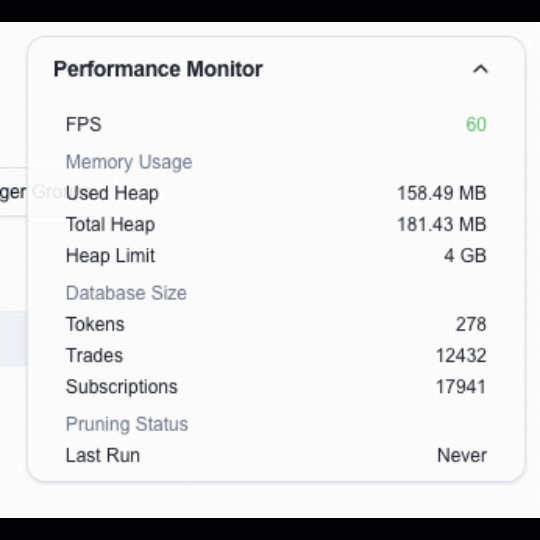 Performance Monitor
FPS 60
Memory Usage
ger Gro
Used Heap 158.49 MB
Total Heap 181.43 MB
Heap Limit 4 GB
Database Size
Tokens 278
Trades 12432
Subscriptions 17941
Pruning Status
Last Run Never